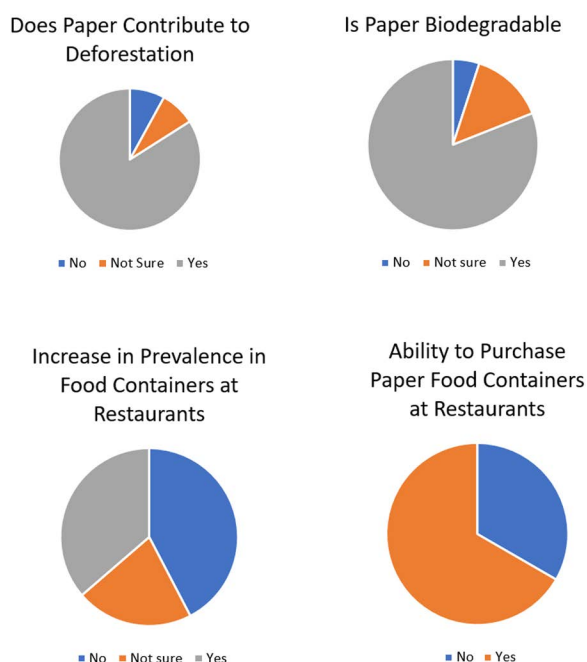 Does Paper Contribute to
Deforestation
No Not Sure Yes
Is Paper Biodegradable
No Not sure Yes
Increase in Prevalence in
Food Containers at
Restaurants
No Not sure Yes
Ability to Purchase
Paper Food Containers
at Restaurants
No Yes